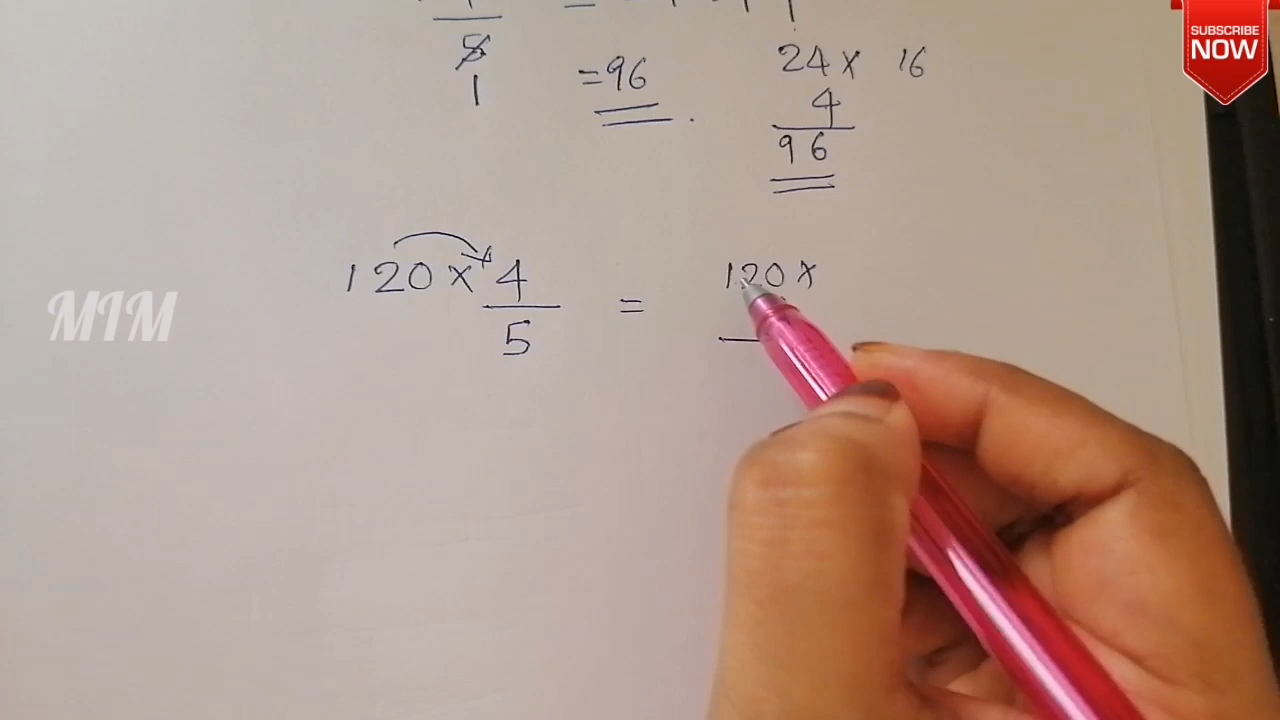 5
1
= 96
24 x 16
4
96
120 x 4
5
=
120 x
MIM
SUBSCRIBE
NOW